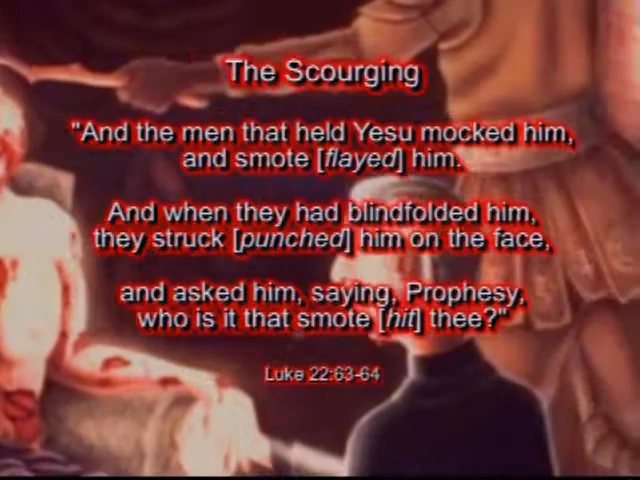 The Scourging
"And the men that held Yesu mocked him,
and smote [flayed] him.
And when they had blindfolded him,
they struck [punched] him on the face,
and asked him, saying, Prophesy,
who is it that smote [hit] thee?"
Luke 22:63-64